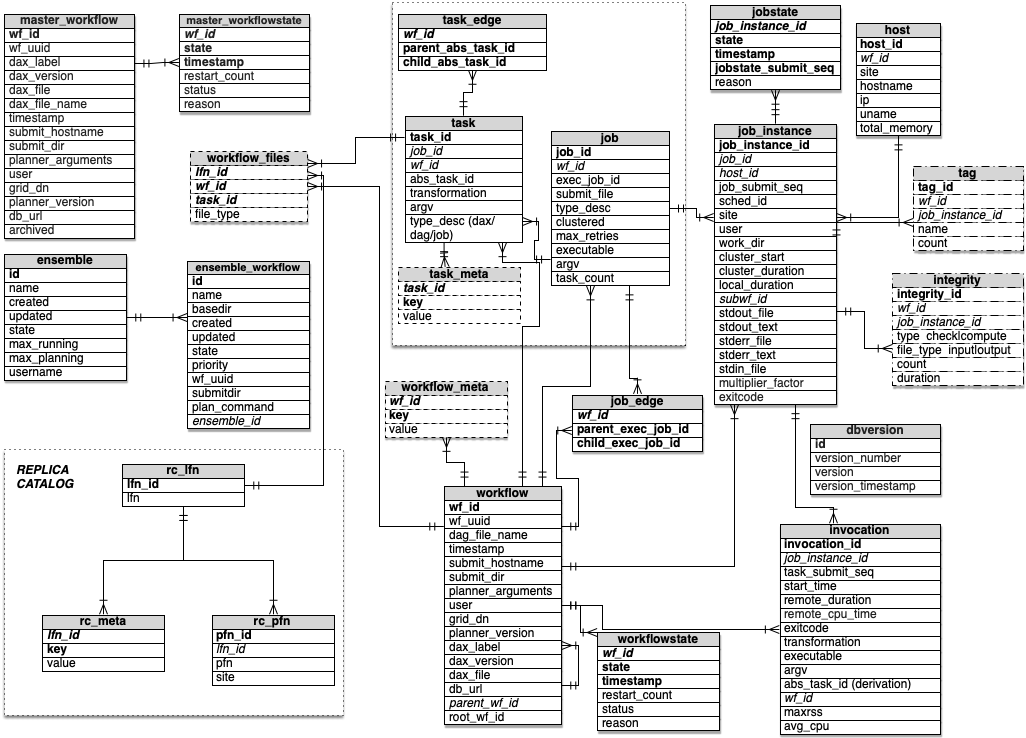 master_workflow
wf_id
wf_uuid
dax_label
dax_version
dax_file
dax_file_name
timestamp
submit_hostname
submit_dir
planner_arguments
user
grid_dn
planner_version
db_url
archived
master_workflowstate
wf_id
state
timestamp
restart_count
status
reason
task_edge
wf_id
parent_abs_task_id
child_abs_task_id
jobstate
job_instance_id
state
timestamp
jobstate_submit_seq
reason
host
host_id
wf_id
site
hostname
ip
uname
total_memory
workflow_files
lfn_id
wf_id
task_id
file_type
task
task_id
job_id
wf_id
abs_task_id
transformation
argv
type_desc (dax/
dag/job)
job
job_id
wf_id
exec_job_id
submit_file
type_desc
clustered
max_retries
executable
argv
task_count
job_instance
job_instance_id
job_id
host_id
job_submit_seq
sched_id
site
user
work_dir
cluster_start
cluster_duration
local_duration
subwf_id
stdout_file
stdout_text
stderr_file
stderr_text
stdin_file
multiplier_factor
exitcode
tag
tag_id
wf_id
job_instance_id
name
count
ensemble
id
name
created
updated
state
max_running
max_planning
username
ensemble_workflow
id
name
basedir
created
updated
state
priority
wf_uuid
submitdir
plan_command
ensemble_id
task_meta
task_id
key
value
integrity
integrity_id
wf_id
job_instance_id
type_check|compute
file_type_input|output
count
duration
workflow_meta
wf_id
key
value
job_edge
wf_id
parent_exec_job_id
child_exec_job_id
dbversion
id
version_number
version
version_timestamp
REPLICA
CATALOG
rc_lfn
lfn_id
lfn
rc_meta
lfn_id
key
value
rc_pfn
pfn_id
lfn_id
pfn
site
workflow
wf_id
wf_uuid
dag_file_name
timestamp
submit_hostname
submit_dir
planner_arguments
user
grid_dn
planner_version
dax_label
dax_version
dax_file
db_url
parent_wf_id
root_wf_id
workflowstate
wf_id
state
timestamp
restart_count
status
reason
invocation
invocation_id
job_instance_id
task_submit_seq
start_time
remote_duration
remote_cpu_time
exitcode
transformation
executable
argv
abs_task_id (derivation)
wf_id
maxrss
avg_cpu